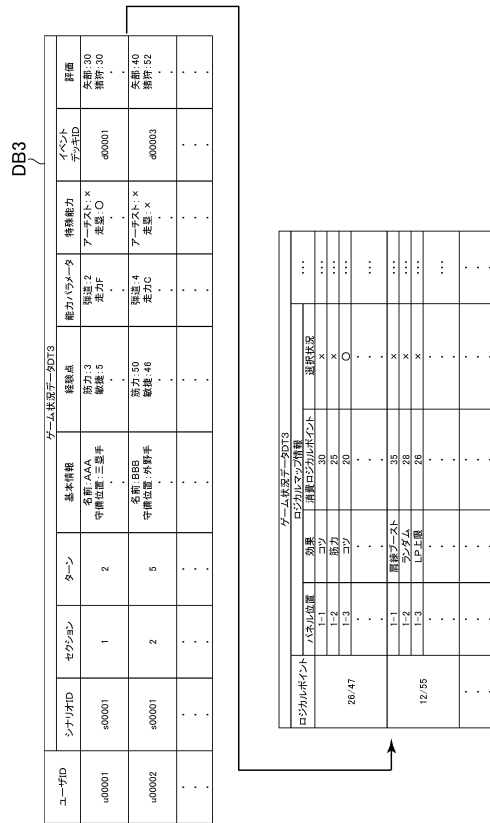 DB3
ゲーム状況データDT3
ユーザID シナリオID セクション ターン 基本情報 経験点 能力パラメータ 特殊能力 イベントデッキID 評価
u00001 s00001 1 2 名前:AAA 筋力:3 弾道:2 アーチスト:× d00001 矢部:30
守備位置:三塁手 敏捷:5 走力F 走塁:○ 猪狩:30
u00002 s00001 2 5 名前:BBB 筋力:50 弾道:4 アーチスト:× d00003 矢部:40
守備位置:外野手 敏捷:46 走力C 走塁:× 猪狩:52
ゲーム状況データDT3
ロジカルマップ情報
ロジカルポイント パネル位置 効果 消費ロジカルポイント 選択状況 …
26/47 1-1 コツ 30 × …
1-2 筋力 25 × …
1-3 コツ 20 ○ …
12/55 1-1 肩練ブースト 35 × …
1-2 ランダム 28 × …
1-3 LP上限 26 × …